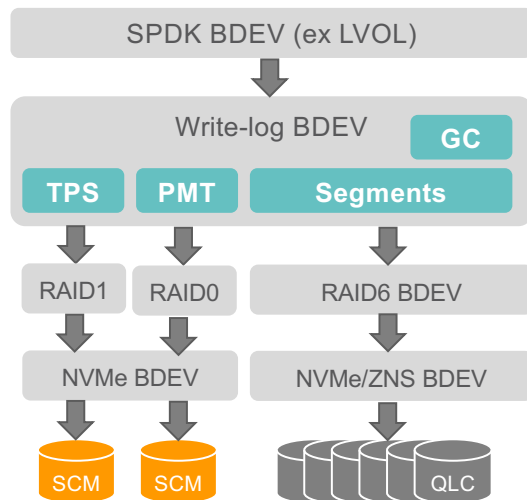 SPDK BDEV (ex LVOL)
Write-log BDEV
GC
TPS PMT Segments
RAID1 RAID0 RAID6 BDEV
NVMe BDEV NVMe/ZNS BDEV
SCM SCM QLC